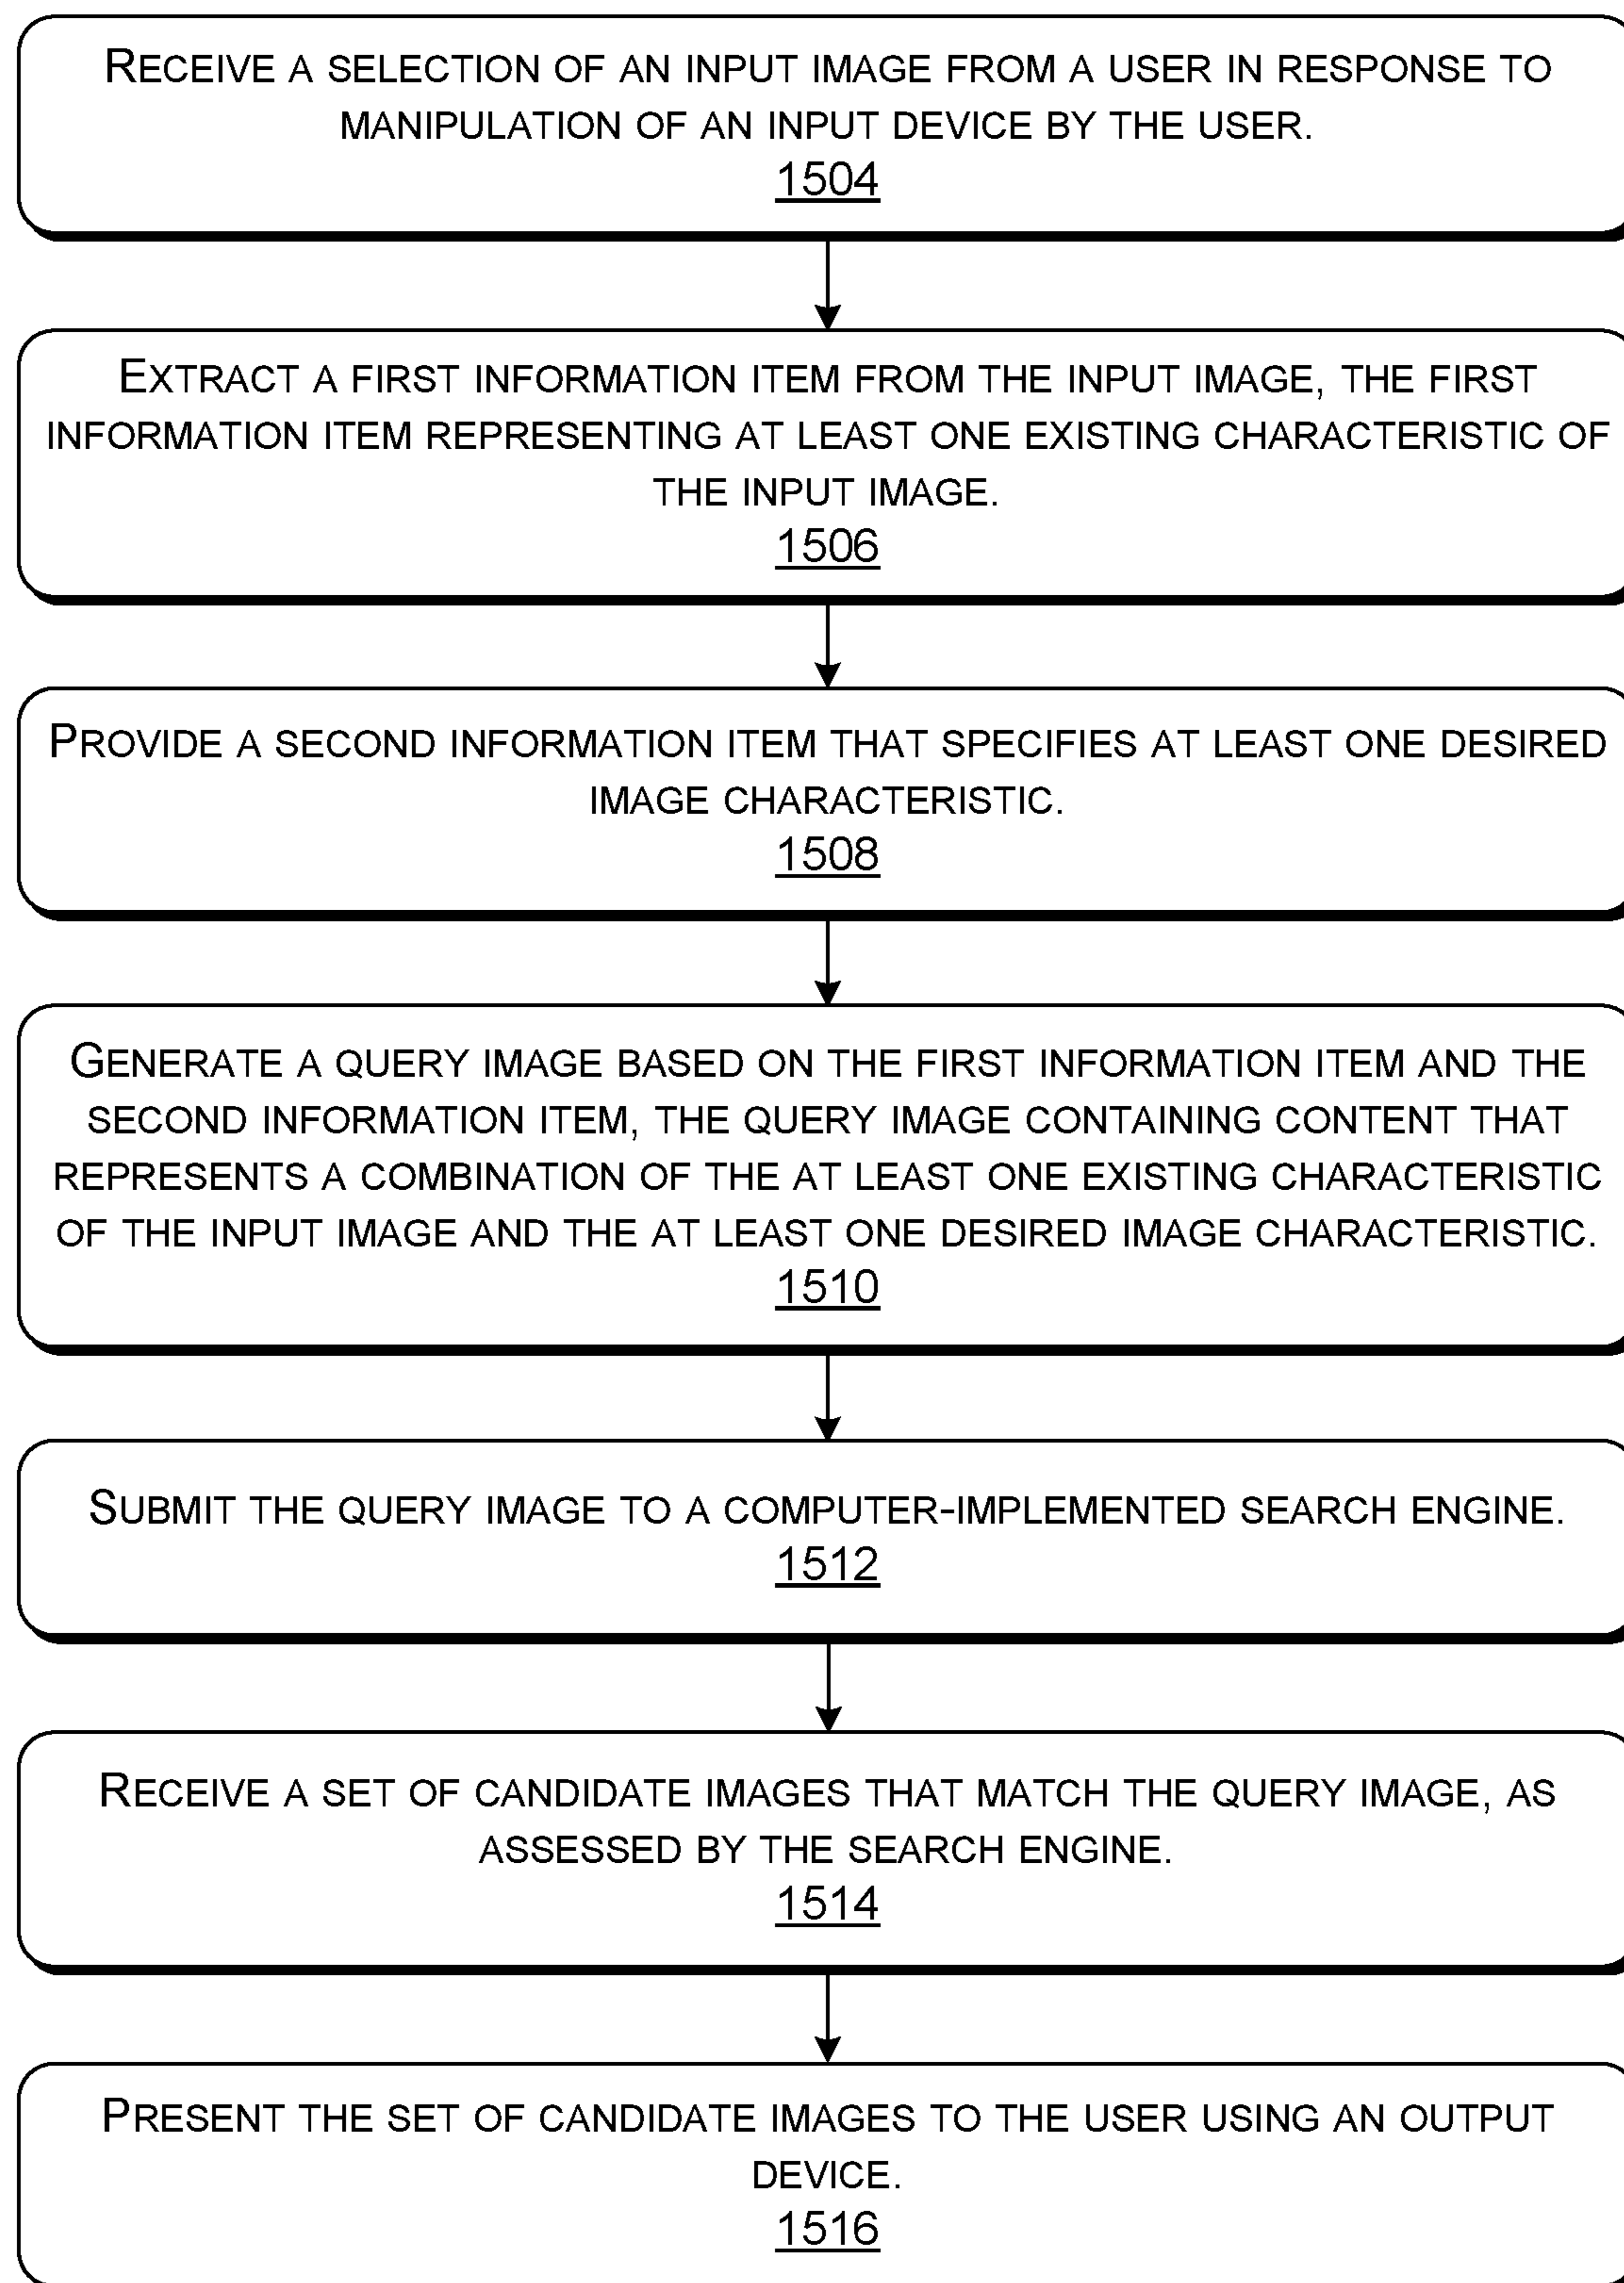 RECEIVE A SELECTION OF AN INPUT IMAGE FROM A USER IN RESPONSE TO
MANIPULATION OF AN INPUT DEVICE BY THE USER.
1504
EXTRACT A FIRST INFORMATION ITEM FROM THE INPUT IMAGE, THE FIRST
INFORMATION ITEM REPRESENTING AT LEAST ONE EXISTING CHARACTERISTIC OF
THE INPUT IMAGE.
1506
PROVIDE A SECOND INFORMATION ITEM THAT SPECIFIES AT LEAST ONE DESIRED
IMAGE CHARACTERISTIC.
1508
GENERATE A QUERY IMAGE BASED ON THE FIRST INFORMATION ITEM AND THE
SECOND INFORMATION ITEM, THE QUERY IMAGE CONTAINING CONTENT THAT
REPRESENTS A COMBINATION OF THE AT LEAST ONE EXISTING CHARACTERISTIC
OF THE INPUT IMAGE AND THE AT LEAST ONE DESIRED IMAGE CHARACTERISTIC.
1510
SUBMIT THE QUERY IMAGE TO A COMPUTER-IMPLEMENTED SEARCH ENGINE.
1512
RECEIVE A SET OF CANDIDATE IMAGES THAT MATCH THE QUERY IMAGE, AS
ASSESSED BY THE SEARCH ENGINE.
1514
PRESENT THE SET OF CANDIDATE IMAGES TO THE USER USING AN OUTPUT
DEVICE.
1516